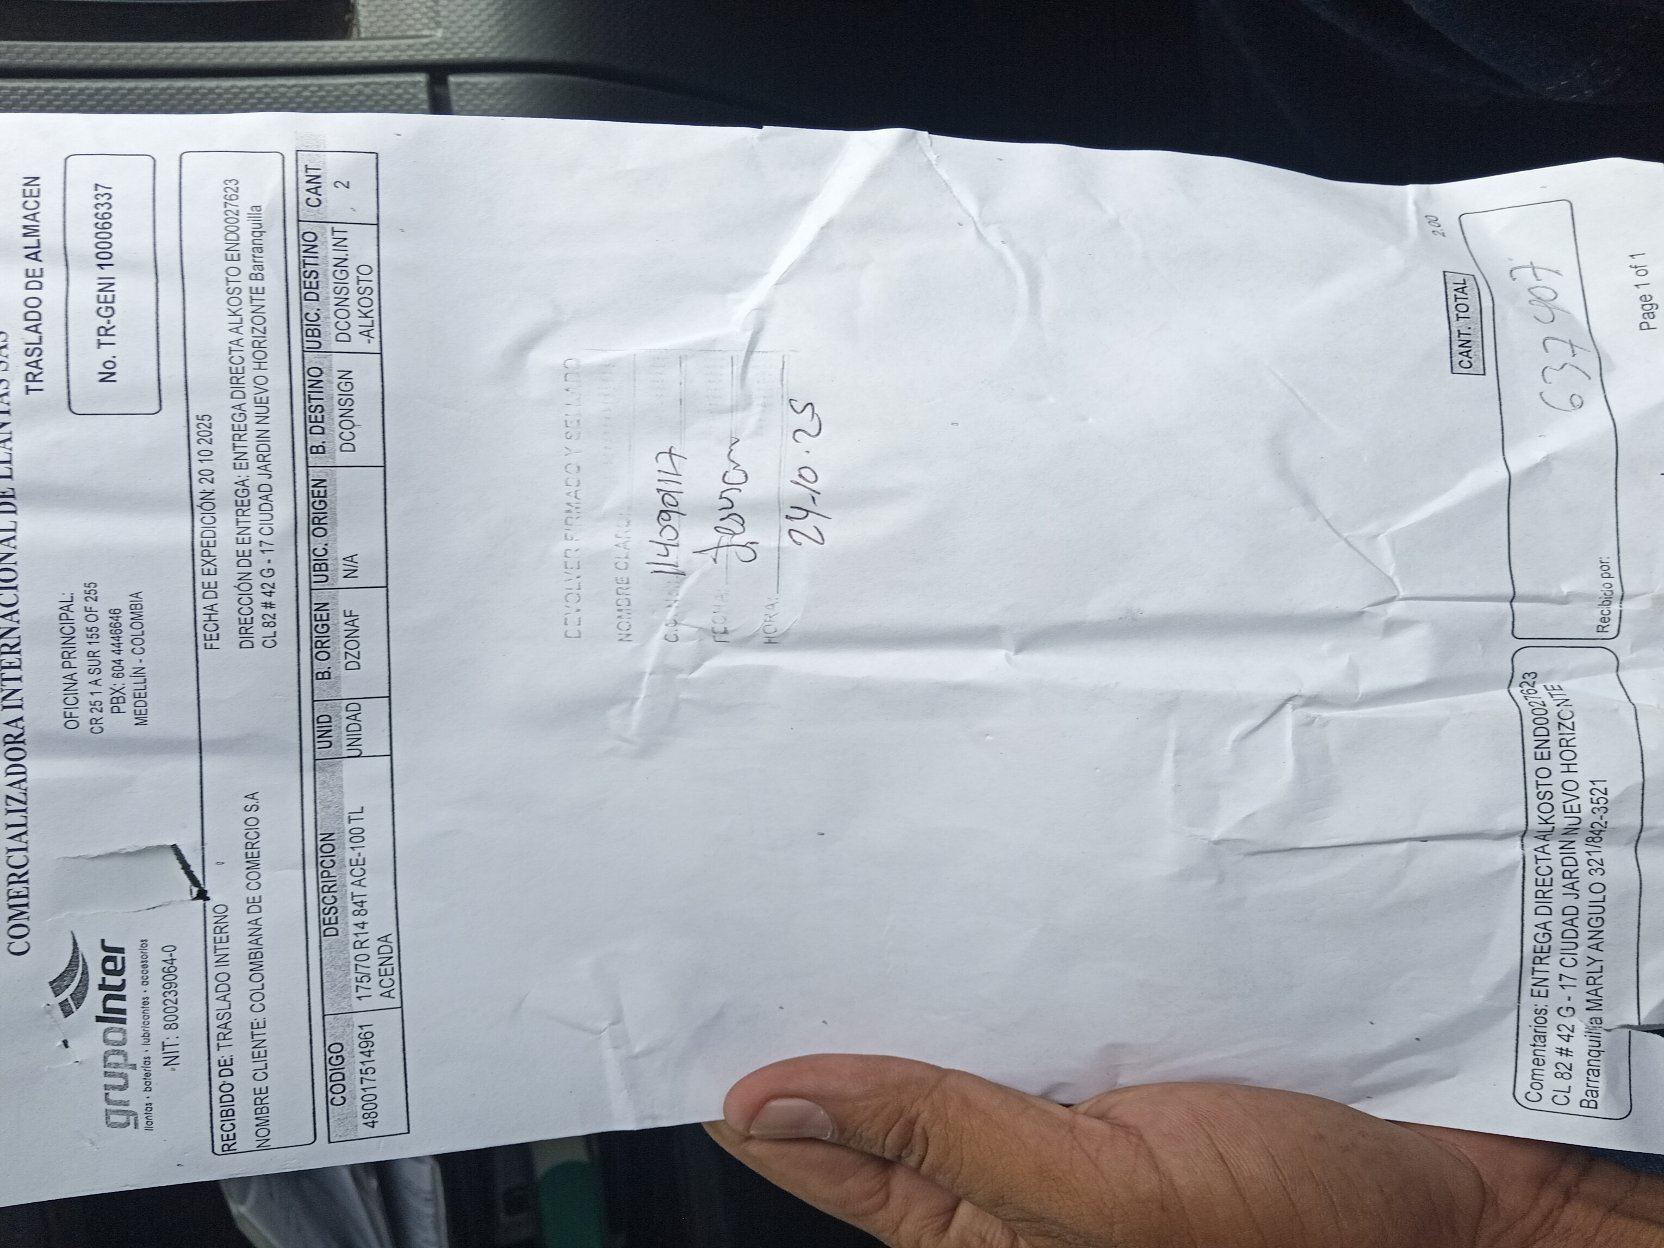 COMERCIALIZADORA INTERNACIONAL DE LLANTAS SAS
TRASLADO DE ALMACEN
grupoInter
llantas • baterías • lubricantes • accesorios
NIT: 800239064-0
OFICINA PRINCIPAL:
CR 25 1 A SUR 155 OF 255
PBX: 604 4446646
MEDELLÍN - COLOMBIA
No. TR-GENI 100066337
RECIBIDO DE: TRASLADO INTERNO
NOMBRE CLIENTE: COLOMBIANA DE COMERCIO S.A
FECHA DE EXPEDICIÓN: 20 10 2025
DIRECCIÓN DE ENTREGA: ENTREGA DIRECTA ALKOSTO END0027623
CL 82 # 42 G - 17 CIUDAD JARDIN NUEVO HORIZONTE Barranquilla
CODIGO DESCRIPCION UNID B. ORIGEN UBIC. ORIGEN B. DESTINO UBIC. DESTINO CANT
480017514961 175/70 R14 84T ACE-100 TL UNIDAD DZONAF N/A DCONSIGN DCONSIGN.INT 2
ACENDA -ALKOSTO
DEVOLVER FIRMADO Y SELLADO
NOMBRE CLARO:
C.C. No. 1140901117
FECHA: Jesus
HORA: 24-10-25
CANT. TOTAL 2.00
Comentarios: ENTREGA DIRECTA ALKOSTO END0027623
CL 82 # 42 G - 17 CIUDAD JARDIN NUEVO HORIZONTE
Barranquilla MARLY ANGULO 321/842-3521
6374907
Recibido por:
Page 1 of 1